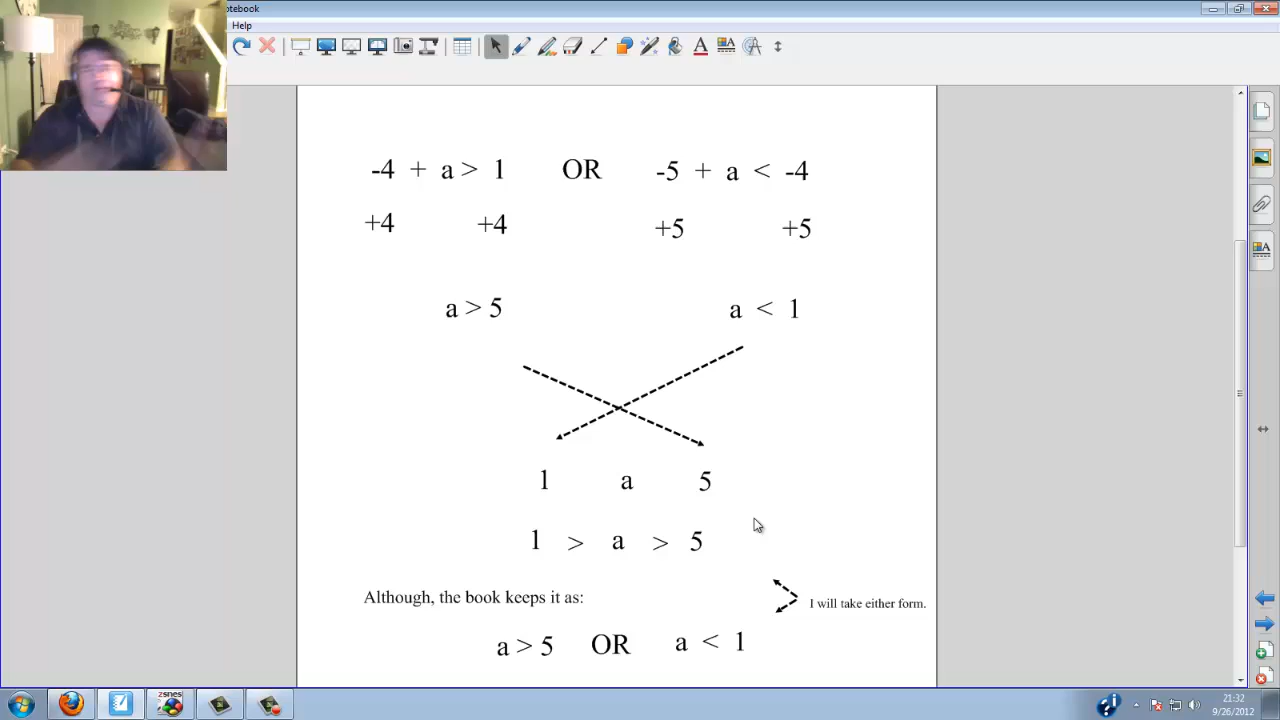 otebook
Help
-4 + a > 1 OR -5 + a < -4
+4 +4 +5 +5
a > 5 a < 1
1 a 5
1 > a > 5
Although, the book keeps it as:
I will take either form.
a > 5 OR a < 1
zsnes
21:32
9/26/2012